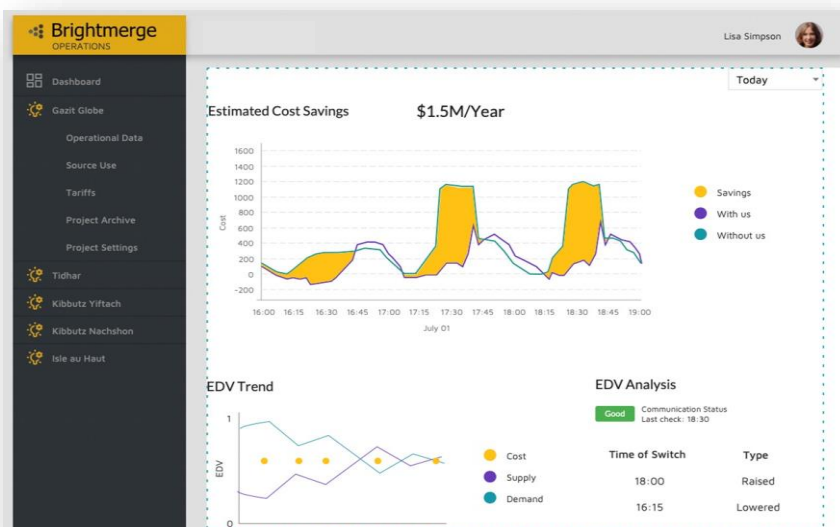 Brightmerge
OPERATIONS
Lisa Simpson
Dashboard
Gazit Globe
Operational Data
Source Use
Tariffs
Project Archive
Project Settings
Tidhar
Kibbutz Yiftach
Kibbutz Nachshon
Isle au Haut
Today
Estimated Cost Savings $1.5M/Year
1600
1400
1200
1000
800
600
400
200
0
-200
Cost
16:00 16:15 16:30 16:45 17:00 17:15 17:30 17:45 18:00 18:15 18:30 18:45 19:00
July 01
Savings
With us
Without us
EDV Trend
1
EDV
0
Cost
Supply
Demand
EDV Analysis
Good
Communication Status
Last check: 18:30
Time of Switch Type
18:00 Raised
16:15 Lowered